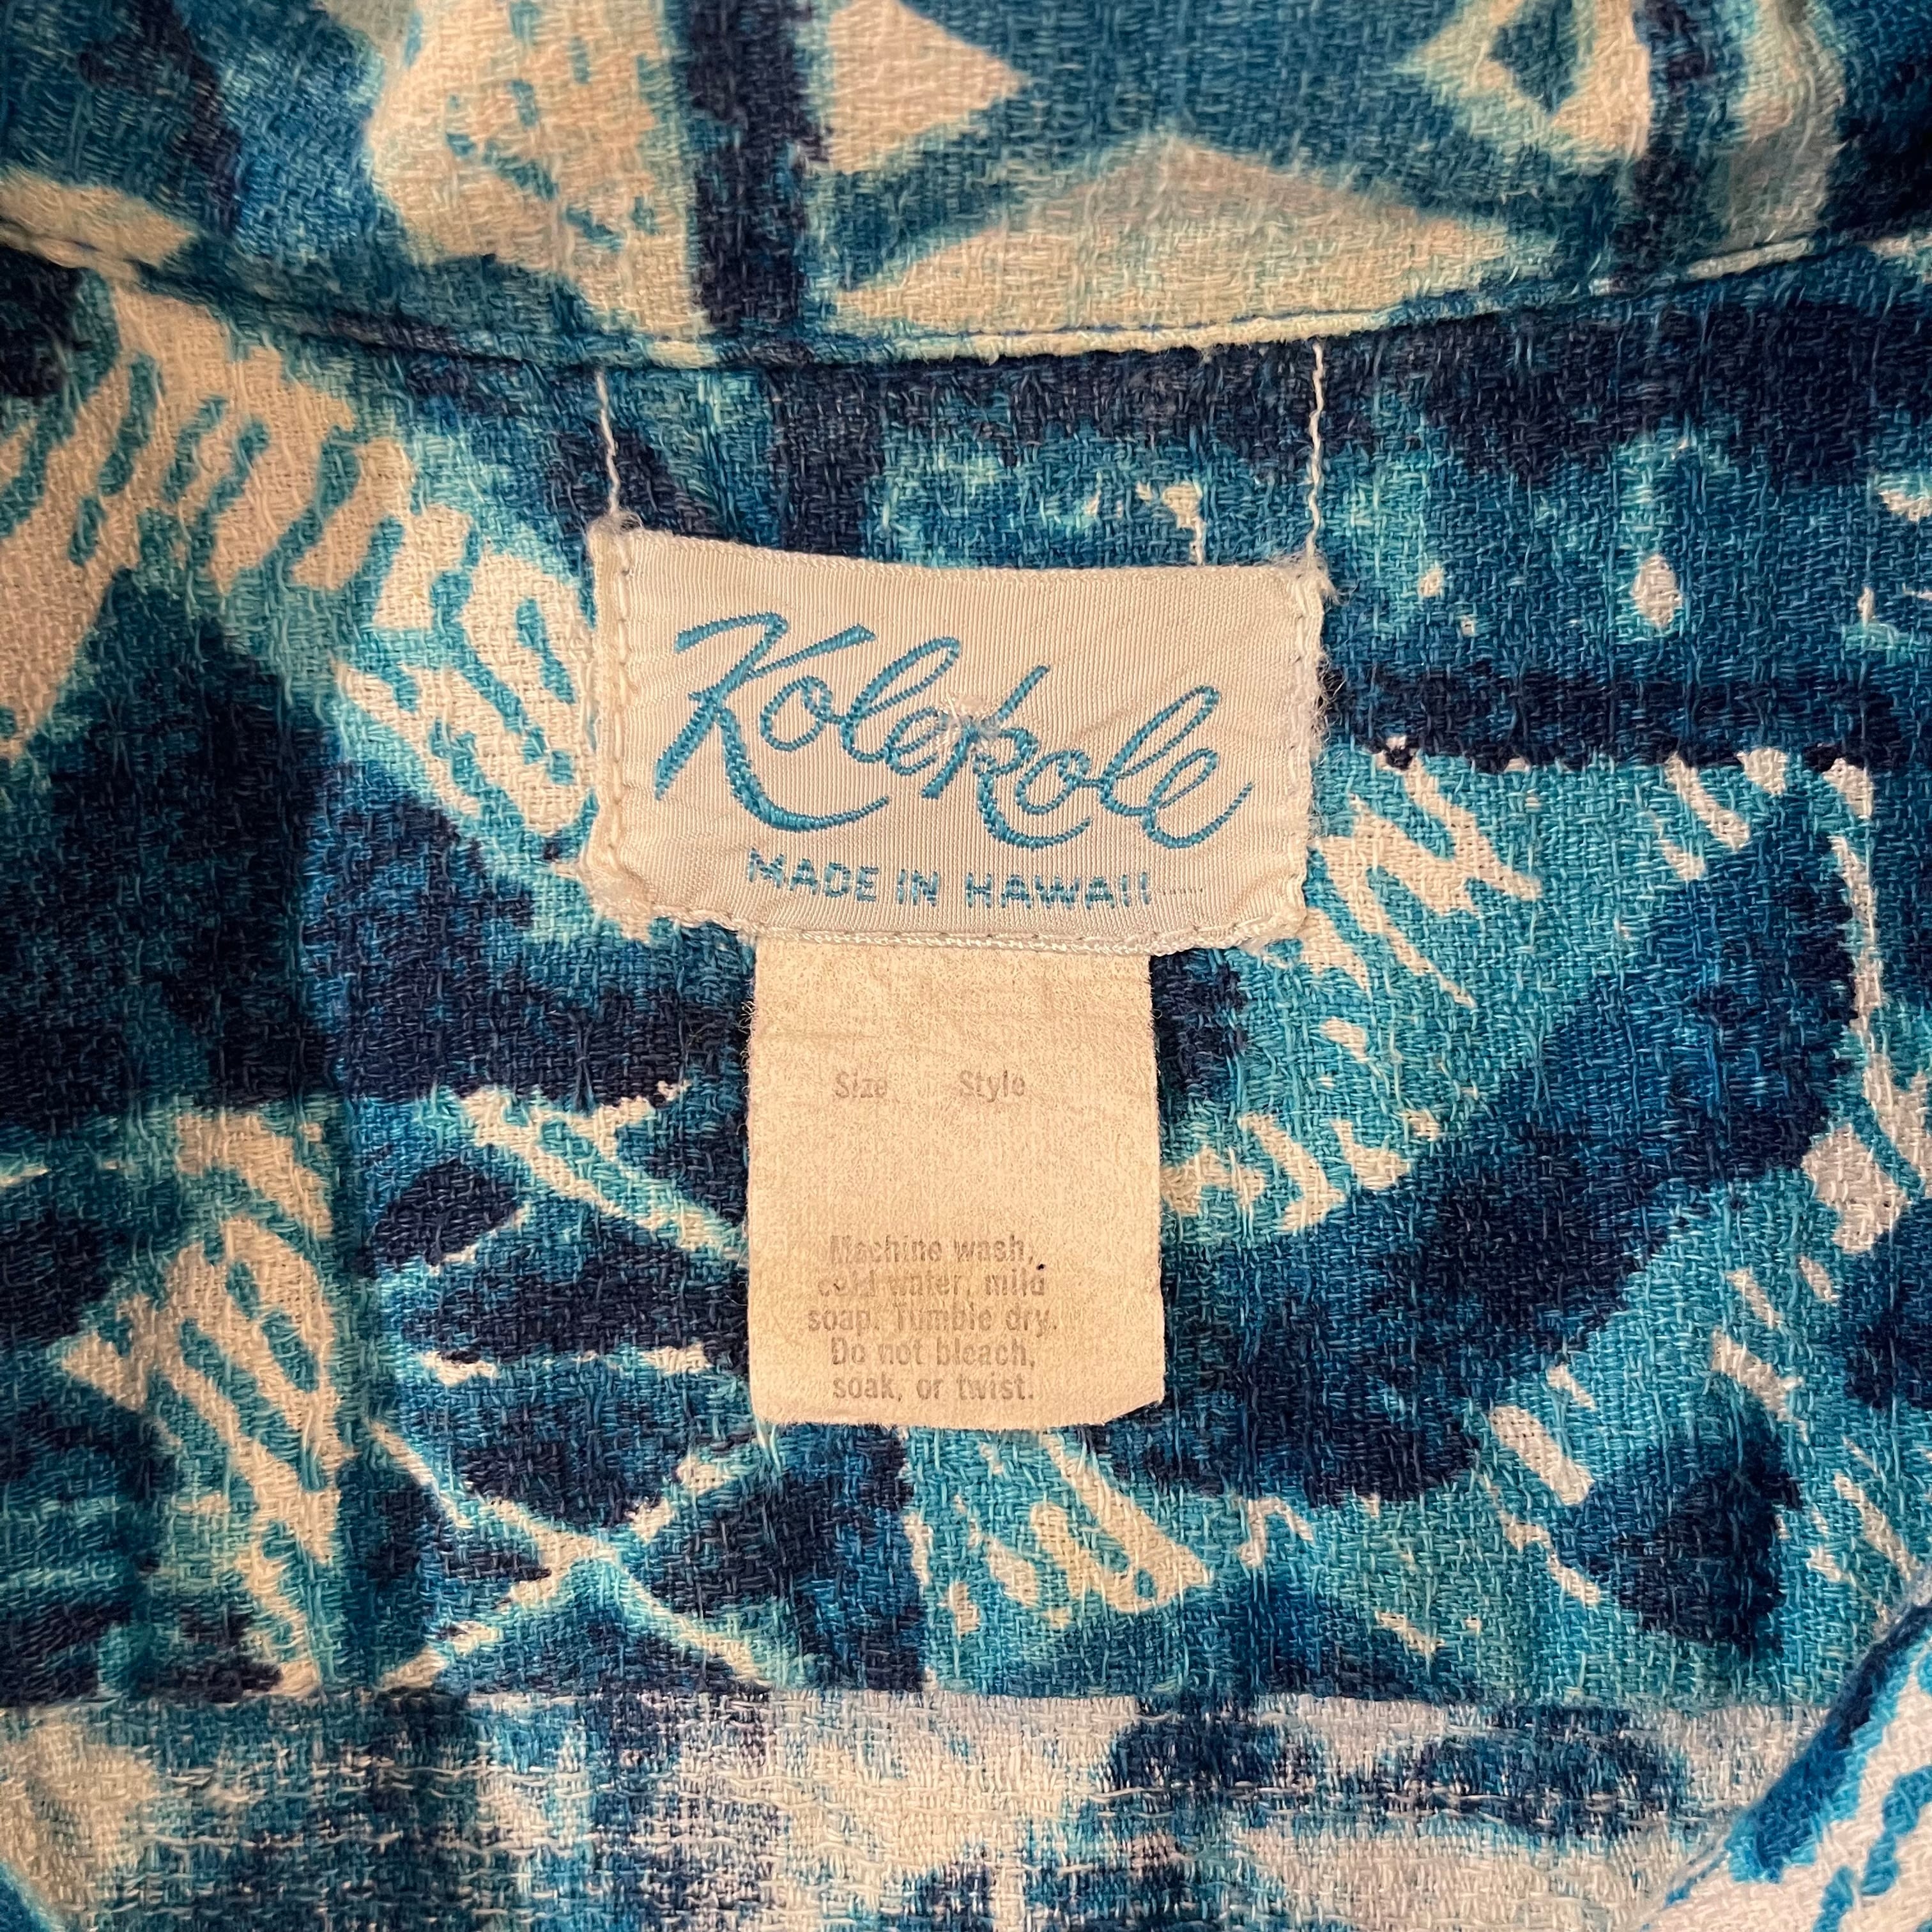 KoleKole
MADE IN HAWAII
Size Style
Machine wash,
cold water, mild
soap. Tumble dry.
Do not bleach,
soak, or twist.